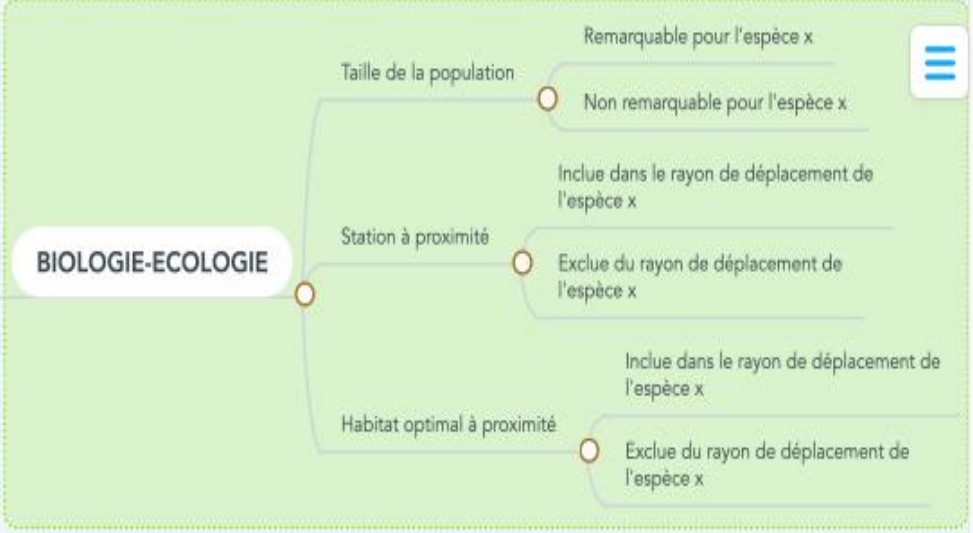 BIOLOGIE-ECOLOGIE
Taille de la population
Remarquable pour l'espèce x
Non remarquable pour l'espèce x
Station à proximité
Inclue dans le rayon de déplacement de
l'espèce x
Exclue du rayon de déplacement de
l'espèce x
Habitat optimal à proximité
Inclue dans le rayon de déplacement de
l'espèce x
Exclue du rayon de déplacement de
l'espèce x